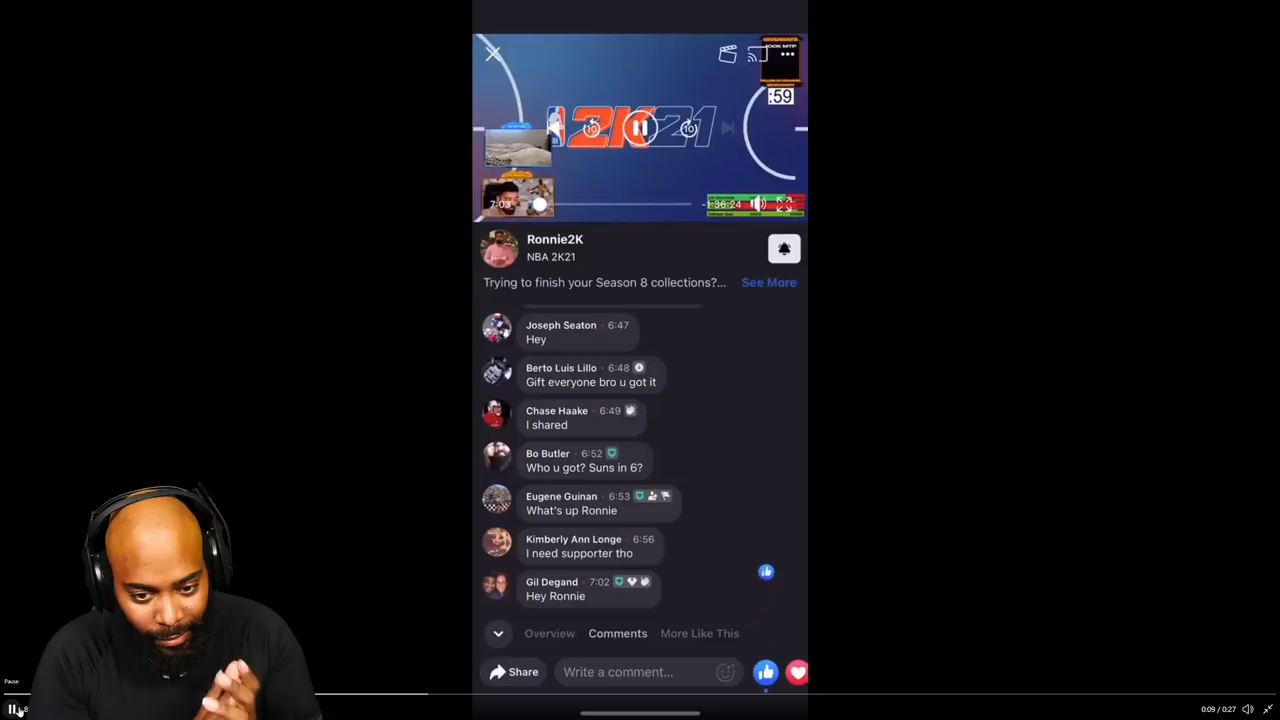 GIVEAWAYS
:59
2K21
10
10
7:03
-1:36:24
Ronnie2K
NBA 2K21
Trying to finish your Season 8 collections?... See More
Joseph Seaton · 6:47
Hey
Berto Luis Lillo · 6:48
Gift everyone bro u got it
Chase Haake · 6:49
I shared
Bo Butler · 6:52
Who u got? Suns in 6?
Eugene Guinan · 6:53
What's up Ronnie
Kimberly Ann Longe · 6:56
I need supporter tho
Gil Degand · 7:02
Hey Ronnie
Overview Comments More Like This
Share Write a comment...
Pause
0:09 / 0:27